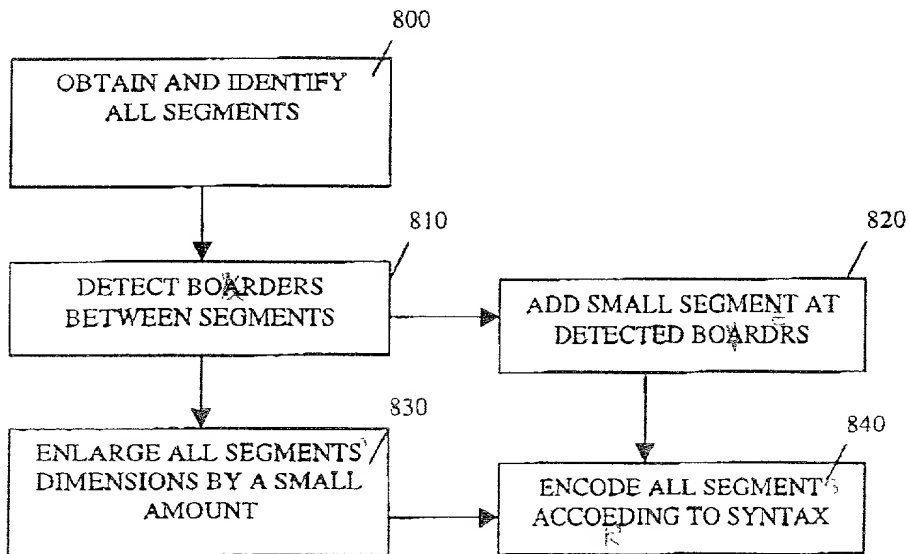 800
OBTAIN AND IDENTIFY
ALL SEGMENTS
810
DETECT BOARDERS
BETWEEN SEGMENTS
820
ADD SMALL SEGMENT AT
DETECTED BOARDRS
830
ENLARGE ALL SEGMENTS'
DIMENSIONS BY A SMALL
AMOUNT
840
ENCODE ALL SEGMENTS
ACCOEDING TO SYNTAX
R